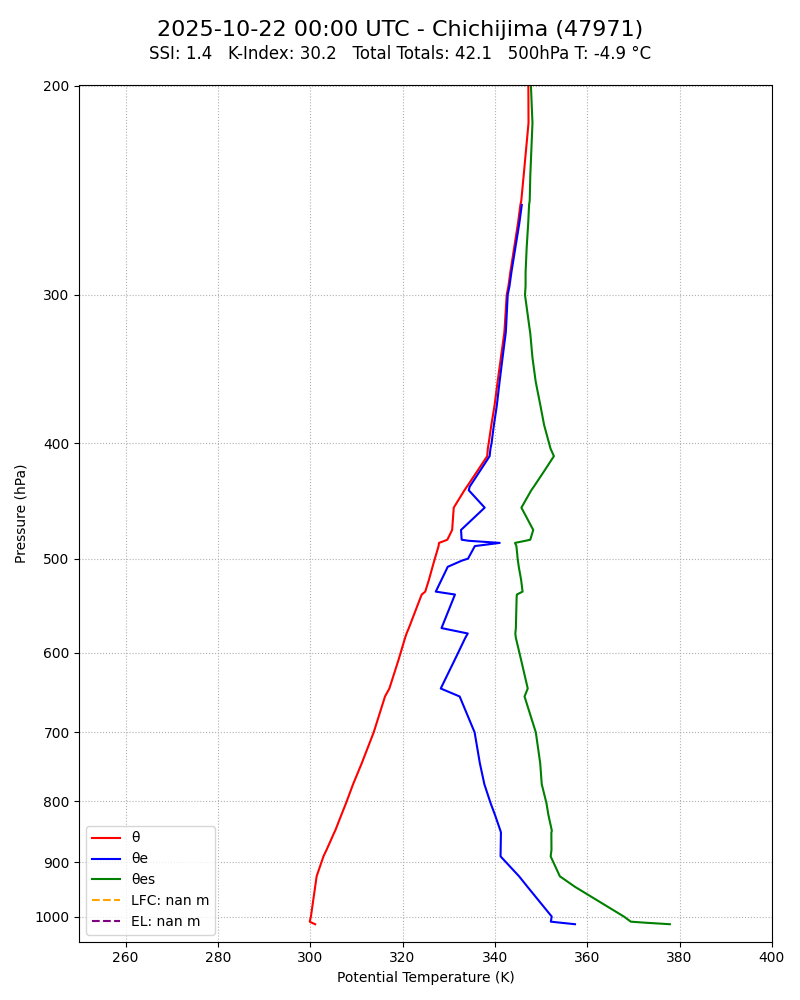 2025-10-22 00:00 UTC - Chichijima (47971)
SSI: 1.4   K-Index: 30.2   Total Totals: 42.1   500hPa T: -4.9 °C
200
300
400
500
600
700
800
900
1000
Pressure (hPa)
θ
θe
θes
LFC: nan m
EL: nan m
260
280
300
320
340
360
380
400
Potential Temperature (K)